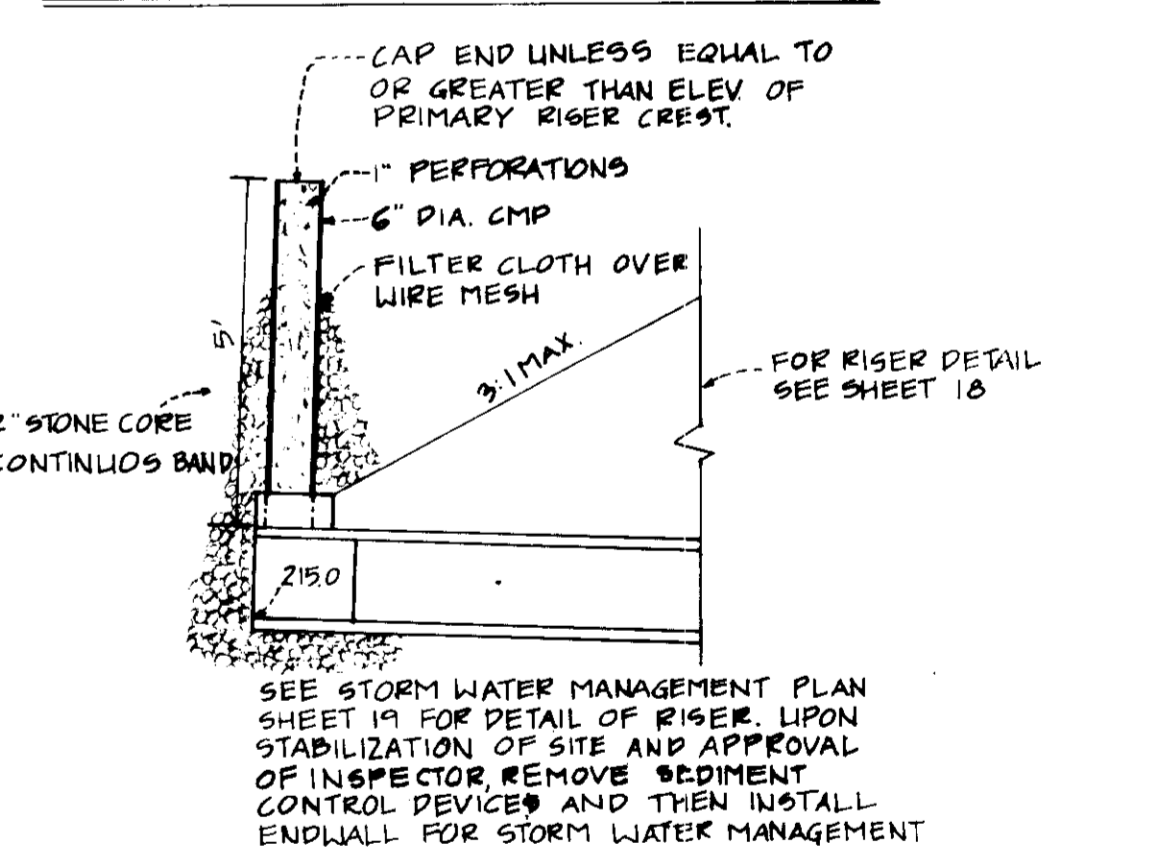 CAP END UNLESS EQUAL TO
OR GREATER THAN ELEV. OF
PRIMARY RISER CREST.
1" PERFORATIONS
6" DIA. CMP
FILTER CLOTH OVER
WIRE MESH
5'
3:1 MAX.
FOR RISER DETAIL
SEE SHEET 18
2" STONE CORE
CONTINUOS BAND
215.0
SEE STORM WATER MANAGEMENT PLAN
SHEET 19 FOR DETAIL OF RISER. UPON
STABILIZATION OF SITE AND APPROVAL
OF INSPECTOR, REMOVE SEDIMENT
CONTROL DEVICES AND THEN INSTALL
ENDWALL FOR STORM WATER MANAGEMENT